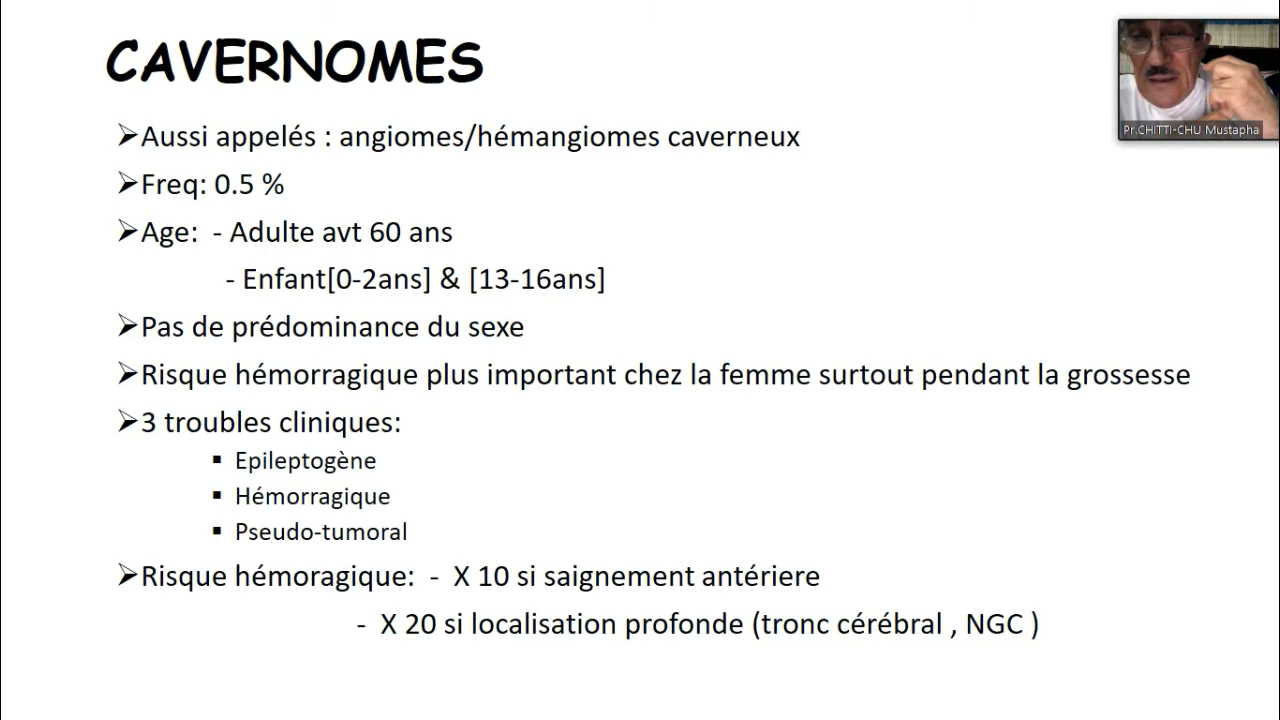 CAVERNOMES
Pr.CHITTI-CHU Mustapha
➢Aussi appelés : angiomes/hémangiomes caverneux
➢Freq: 0.5 %
➢Age:  - Adulte avt 60 ans
- Enfant[0-2ans] & [13-16ans]
➢Pas de prédominance du sexe
➢Risque hémorragique plus important chez la femme surtout pendant la grossesse
➢3 troubles cliniques:
▪ Epileptogène
▪ Hémorragique
▪ Pseudo-tumoral
➢Risque hémoragique:  -  X 10 si saignement antériere
-  X 20 si localisation profonde (tronc cérébral , NGC )